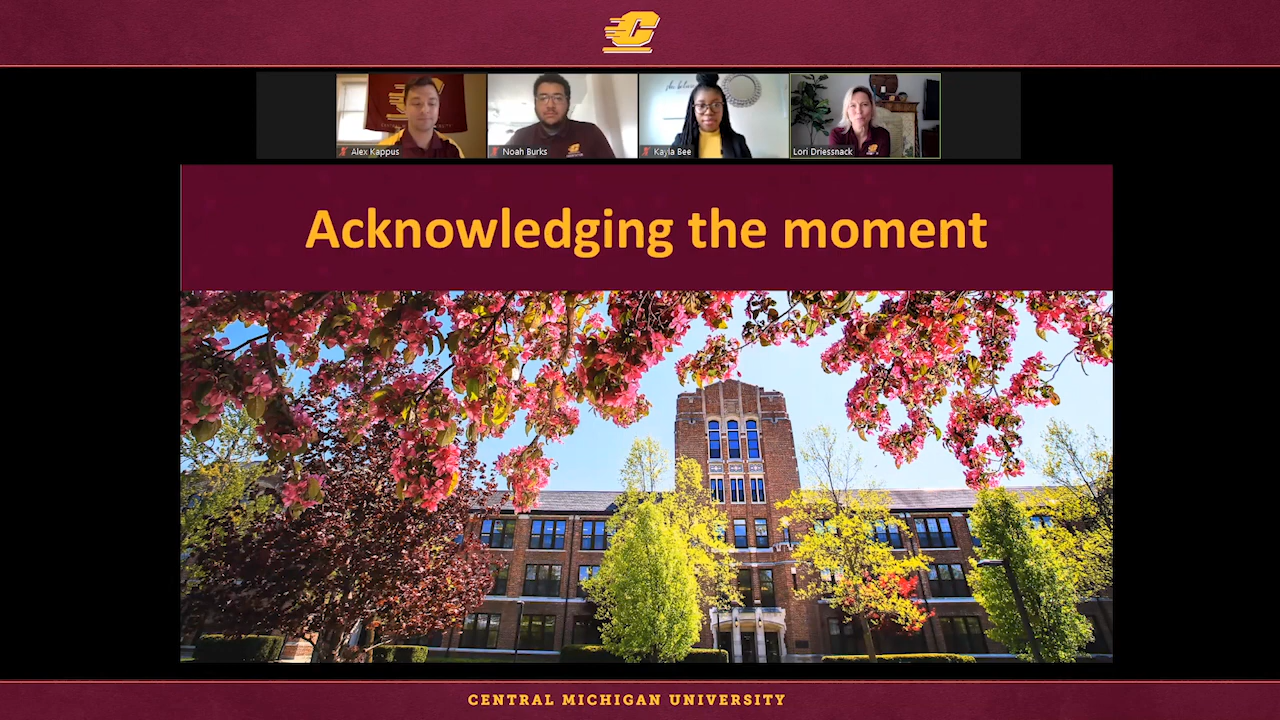 Alex Kappus
Noah Burks
Kayla Bee
Lori Driessnack
Acknowledging the moment
CENTRAL MICHIGAN UNIVERSITY